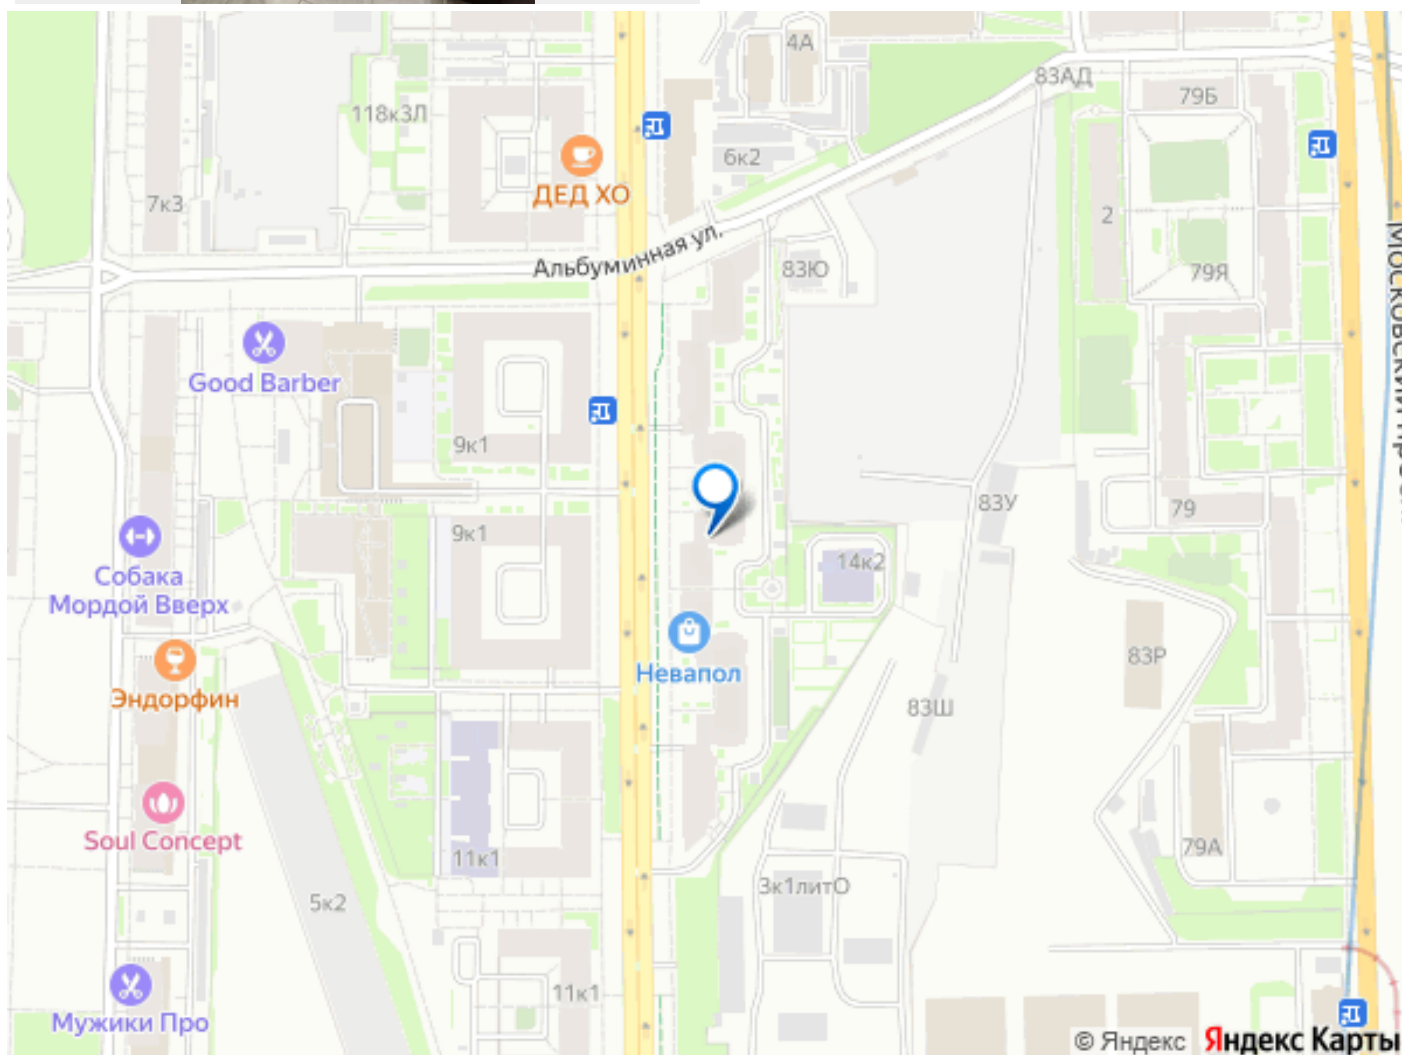 4А
83АД
79Б
118к3Л
6к2
ДЕД ХО
7к3
2
Альбуминная ул.
83Ю
79Я
Московский
Good Barber
9к1
83У
79
9к1
14к2
Собака
Мордой Вверх
Невапол
83Р
Эндорфин
83Ш
Soul Concept
11к1
79А
3к1литО
5к2
11к1
Мужики Про
© Яндекс Яндекс Карты